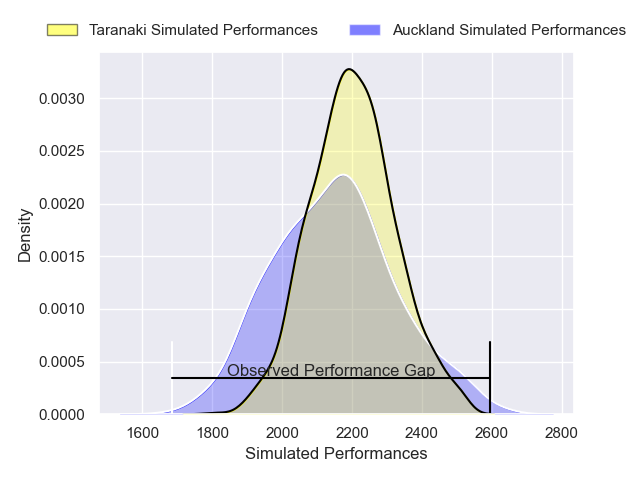 Taranaki Simulated Performances
Auckland Simulated Performances
0.0030
0.0025
0.0020
0.0015
0.0010
0.0005
0.0000
Density
Observed Performance Gap
1600 1800 2000 2200 2400 2600 2800
Simulated Performances